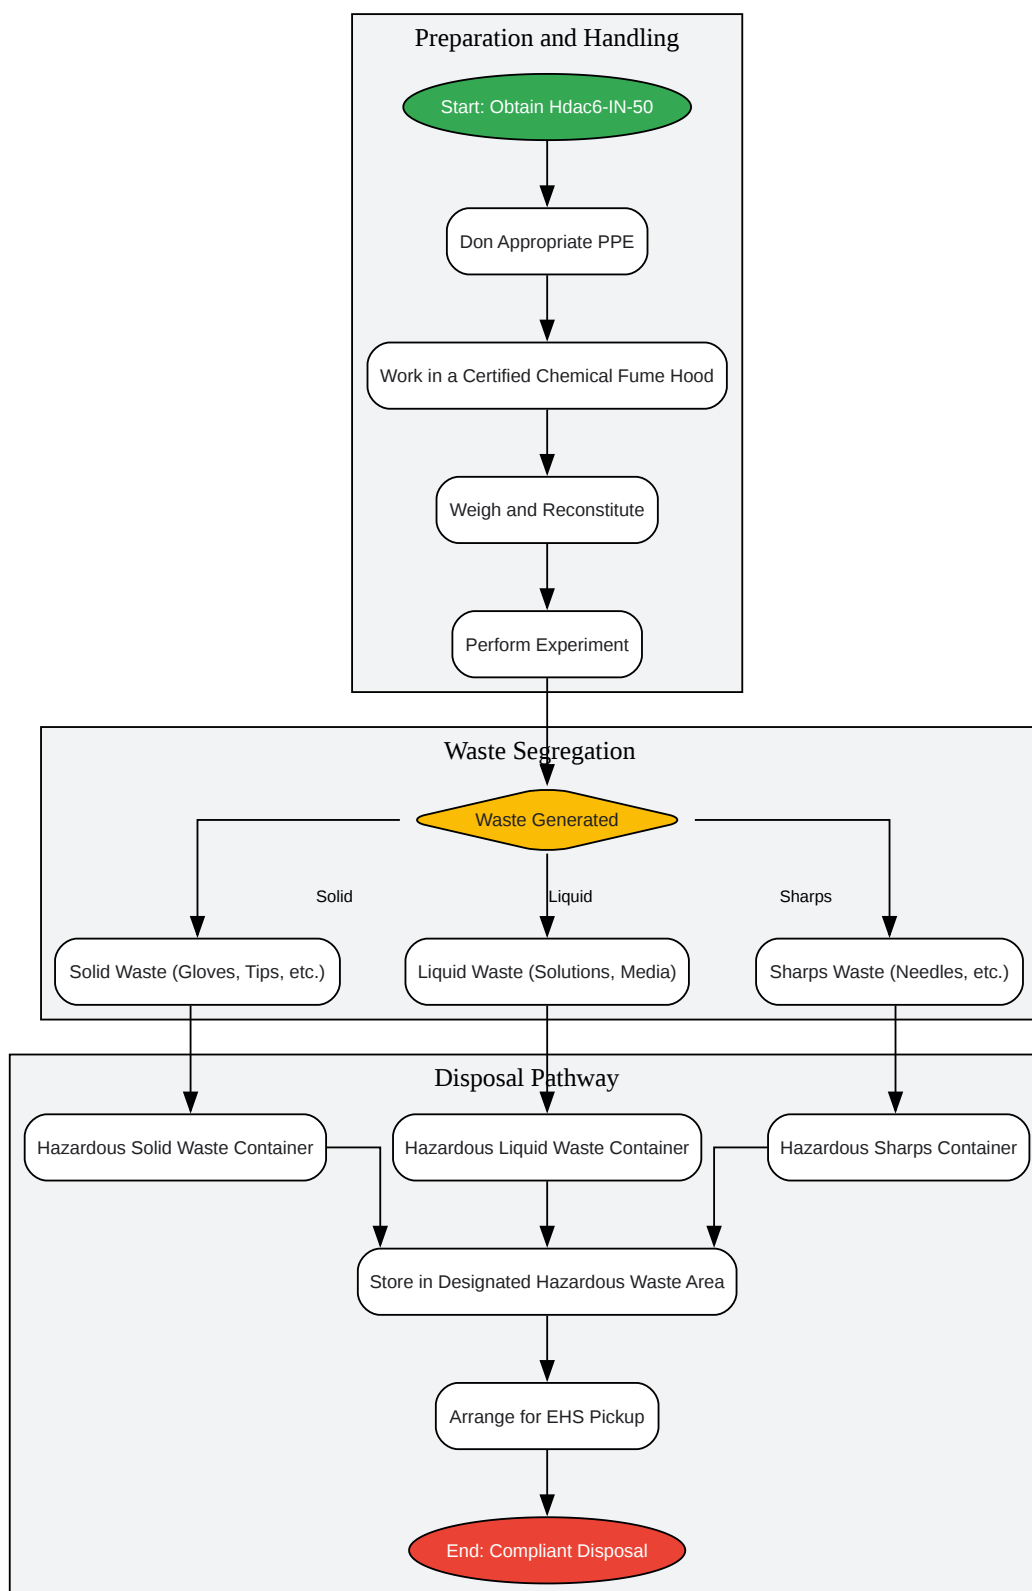 Preparation and Handling
Start: Obtain Hdac6-IN-50
Don Appropriate PPE
Work in a Certified Chemical Fume Hood
Weigh and Reconstitute
Perform Experiment
Waste Segregation
Waste Generated
Solid
Liquid
Sharps
Solid Waste (Gloves, Tips, etc.)
Liquid Waste (Solutions, Media)
Sharps Waste (Needles, etc.)
Disposal Pathway
Hazardous Solid Waste Container
Hazardous Liquid Waste Container
Hazardous Sharps Container
Store in Designated Hazardous Waste Area
Arrange for EHS Pickup
End: Compliant Disposal